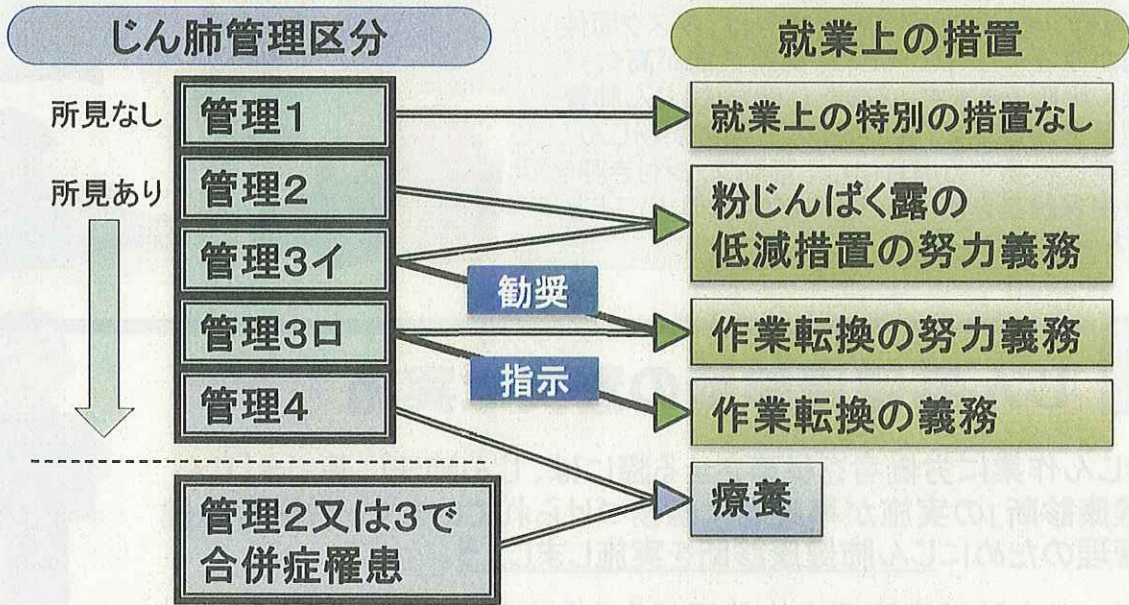 じん肺管理区分
就業上の措置
所見なし
管理1
就業上の特別の措置なし
所見あり
管理2
粉じんばく露の
低減措置の努力義務
管理3イ
勧奨
管理3ロ
作業転換の努力義務
指示
管理4
作業転換の義務
療養
管理2又は3で
合併症罹患